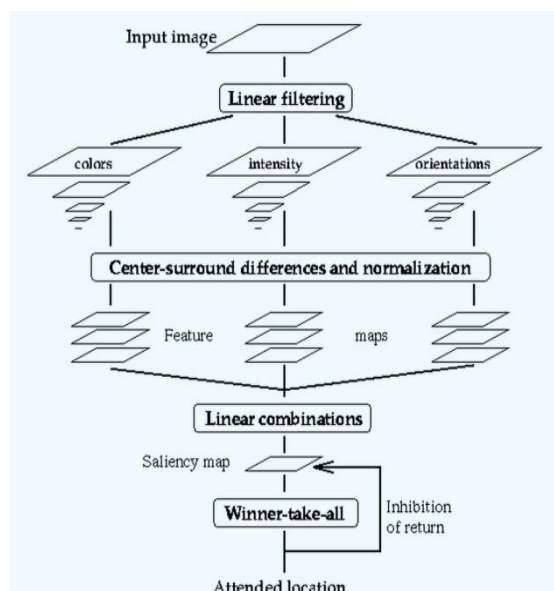 Input image
Linear filtering
colors
intensity
orientations
Center-surround differences and normalization
Feature
maps
Linear combinations
Saliency map
Winner-take-all
Inhibition
of return
Attended location